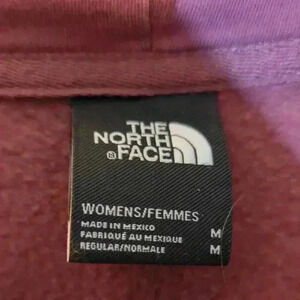 THE
NORTH
FACE
WOMENS/FEMMES
MADE IN MEXICO
FABRIQUÉ AU MEXIQUE M
REGULAR/NORMALE M